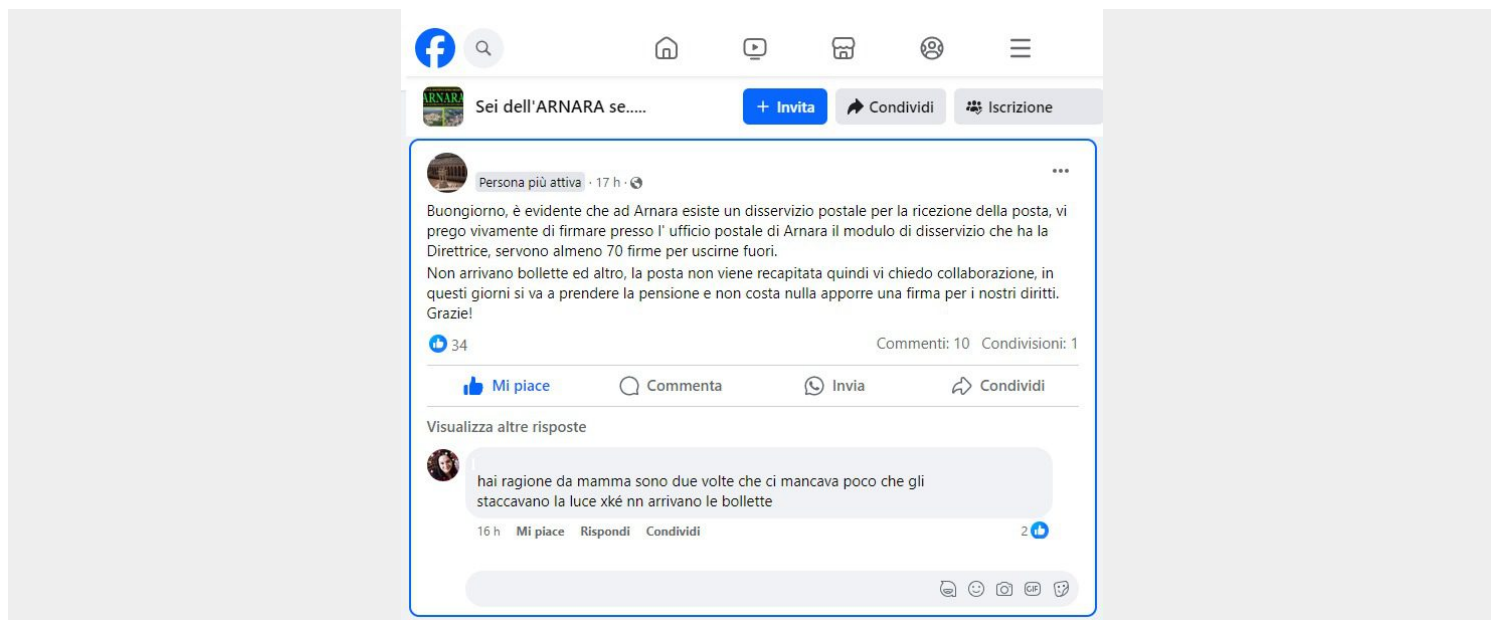 ARNARA
Sei dell'ARNARA se.....
+ Invita
Condividi
Iscrizione
Persona più attiva · 17 h ·
Buongiorno, è evidente che ad Arnara esiste un disservizio postale per la ricezione della posta, vi
prego vivamente di firmare presso l' ufficio postale di Arnara il modulo di disservizio che ha la
Direttrice, servono almeno 70 firme per uscirne fuori.
Non arrivano bollette ed altro, la posta non viene recapitata quindi vi chiedo collaborazione, in
questi giorni si va a prendere la pensione e non costa nulla apporre una firma per i nostri diritti.
Grazie!
34
Commenti: 10 Condivisioni: 1
Mi piace
Commenta
Invia
Condividi
Visualizza altre risposte
hai ragione da mamma sono due volte che ci mancava poco che gli
staccavano la luce xké nn arrivano le bollette
16 h Mi piace Rispondi Condividi
2
GIF